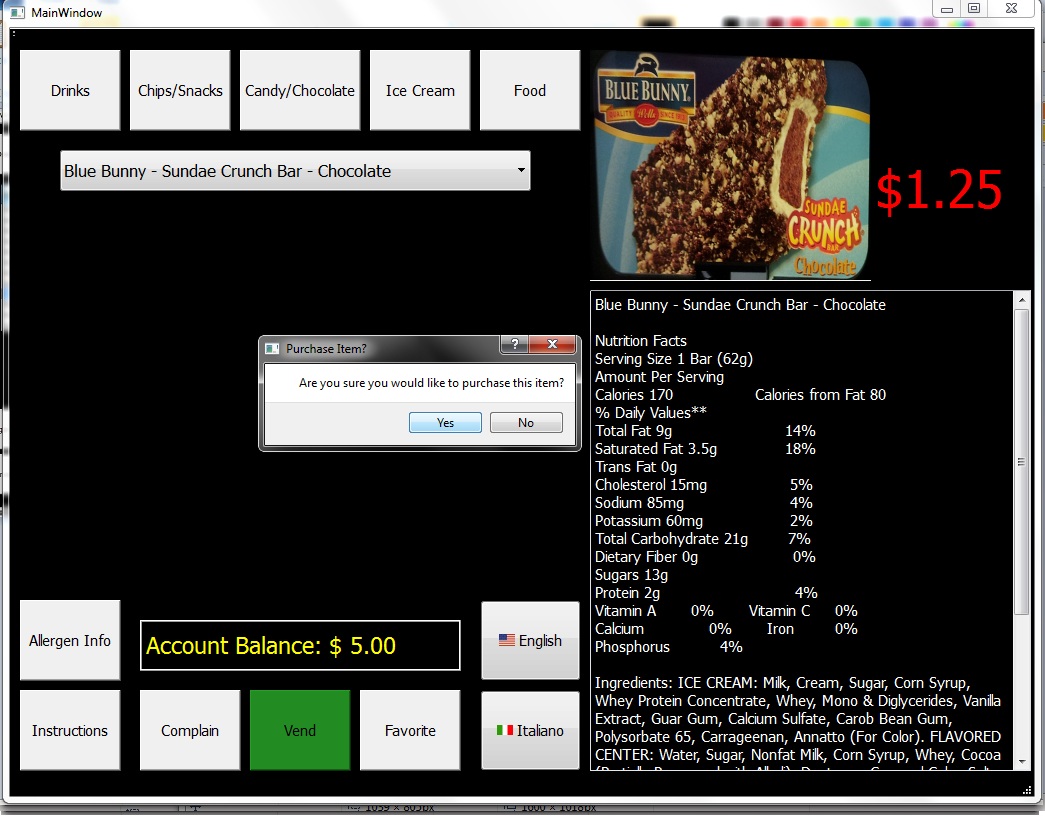 MainWindow
Drinks
Chips/Snacks
Candy/Chocolate
Ice Cream
Food
Blue Bunny - Sundae Crunch Bar - Chocolate
BLUE BUNNY.
QUALITY Wells SINCE 1913
SUNDAE
CRUNCH
BAR
Chocolate
$1.25
Purchase Item?
Are you sure you would like to purchase this item?
Yes
No
Blue Bunny - Sundae Crunch Bar - Chocolate
Nutrition Facts
Serving Size 1 Bar (62g)
Amount Per Serving
Calories 170 Calories from Fat 80
% Daily Values**
Total Fat 9g 14%
Saturated Fat 3.5g 18%
Trans Fat 0g
Cholesterol 15mg 5%
Sodium 85mg 4%
Potassium 60mg 2%
Total Carbohydrate 21g 7%
Dietary Fiber 0g 0%
Sugars 13g
Protein 2g 4%
Vitamin A 0% Vitamin C 0%
Calcium 0% Iron 0%
Phosphorus 4%
Ingredients: ICE CREAM: Milk, Cream, Sugar, Corn Syrup,
Whey Protein Concentrate, Whey, Mono & Diglycerides, Vanilla
Extract, Guar Gum, Calcium Sulfate, Carob Bean Gum,
Polysorbate 65, Carrageenan, Annatto (For Color). FLAVORED
CENTER: Water, Sugar, Nonfat Milk, Corn Syrup, Whey, Cocoa
Allergen Info
Account Balance: $ 5.00
English
Instructions
Complain
Vend
Favorite
Italiano
1039 × 805px
1000 × 1018px